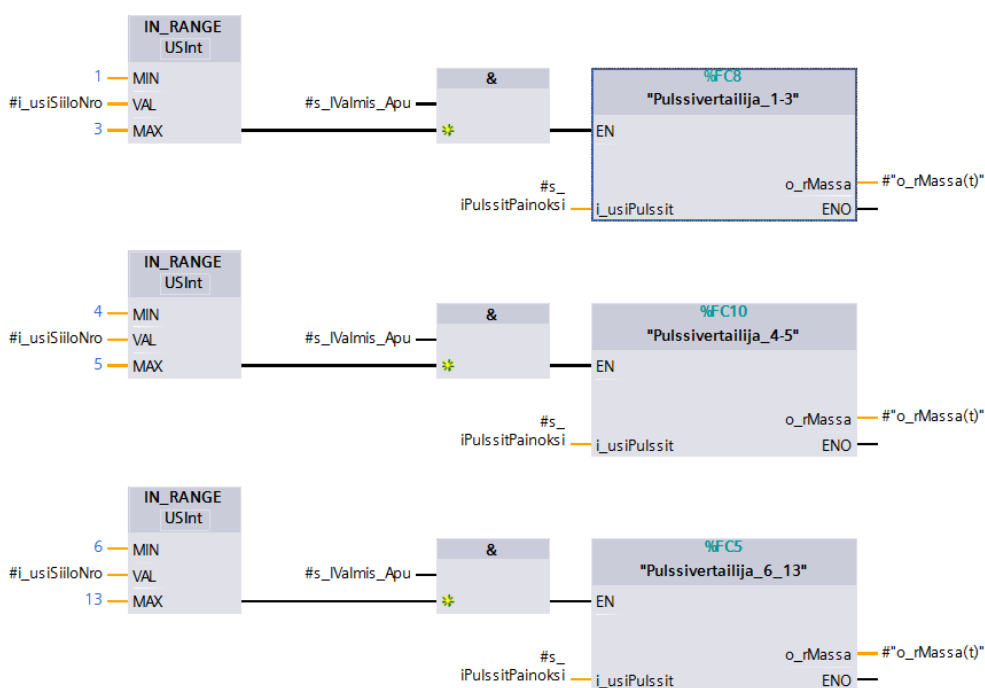 IN_RANGE
USInt
1 MIN
#i_usiSiiloNro VAL
3 MAX
#s_lValmis_Apu
&
%FC8
"Pulssivertailija_1-3"
EN
#s_
iPulssitPainoksi
i_usiPulssit
o_rMassa #"o_rMassa(t)"
ENO
IN_RANGE
USInt
4 MIN
#i_usiSiiloNro VAL
5 MAX
#s_lValmis_Apu
&
%FC10
"Pulssivertailija_4-5"
EN
#s_
iPulssitPainoksi
i_usiPulssit
o_rMassa #"o_rMassa(t)"
ENO
IN_RANGE
USInt
6 MIN
#i_usiSiiloNro VAL
13 MAX
#s_lValmis_Apu
&
%FC5
"Pulssivertailija_6_13"
EN
#s_
iPulssitPainoksi
i_usiPulssit
o_rMassa #"o_rMassa(t)"
ENO